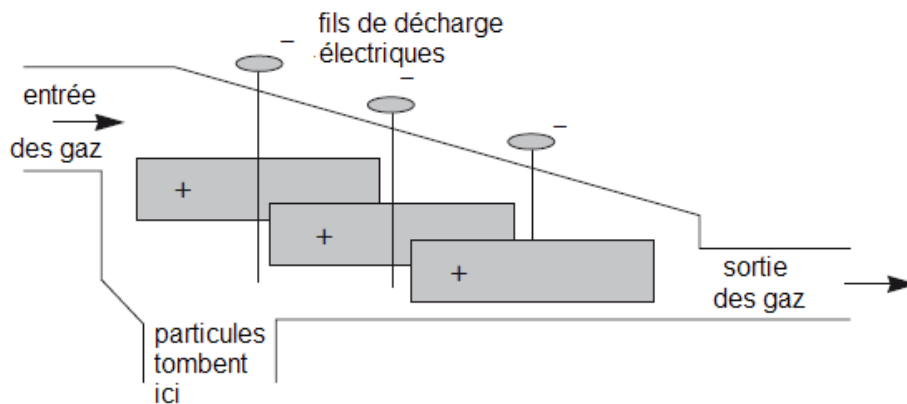 fils de décharge
électriques
−
−
−
entrée
des gaz
+
+
+
sortie
des gaz
particules
tombent
ici